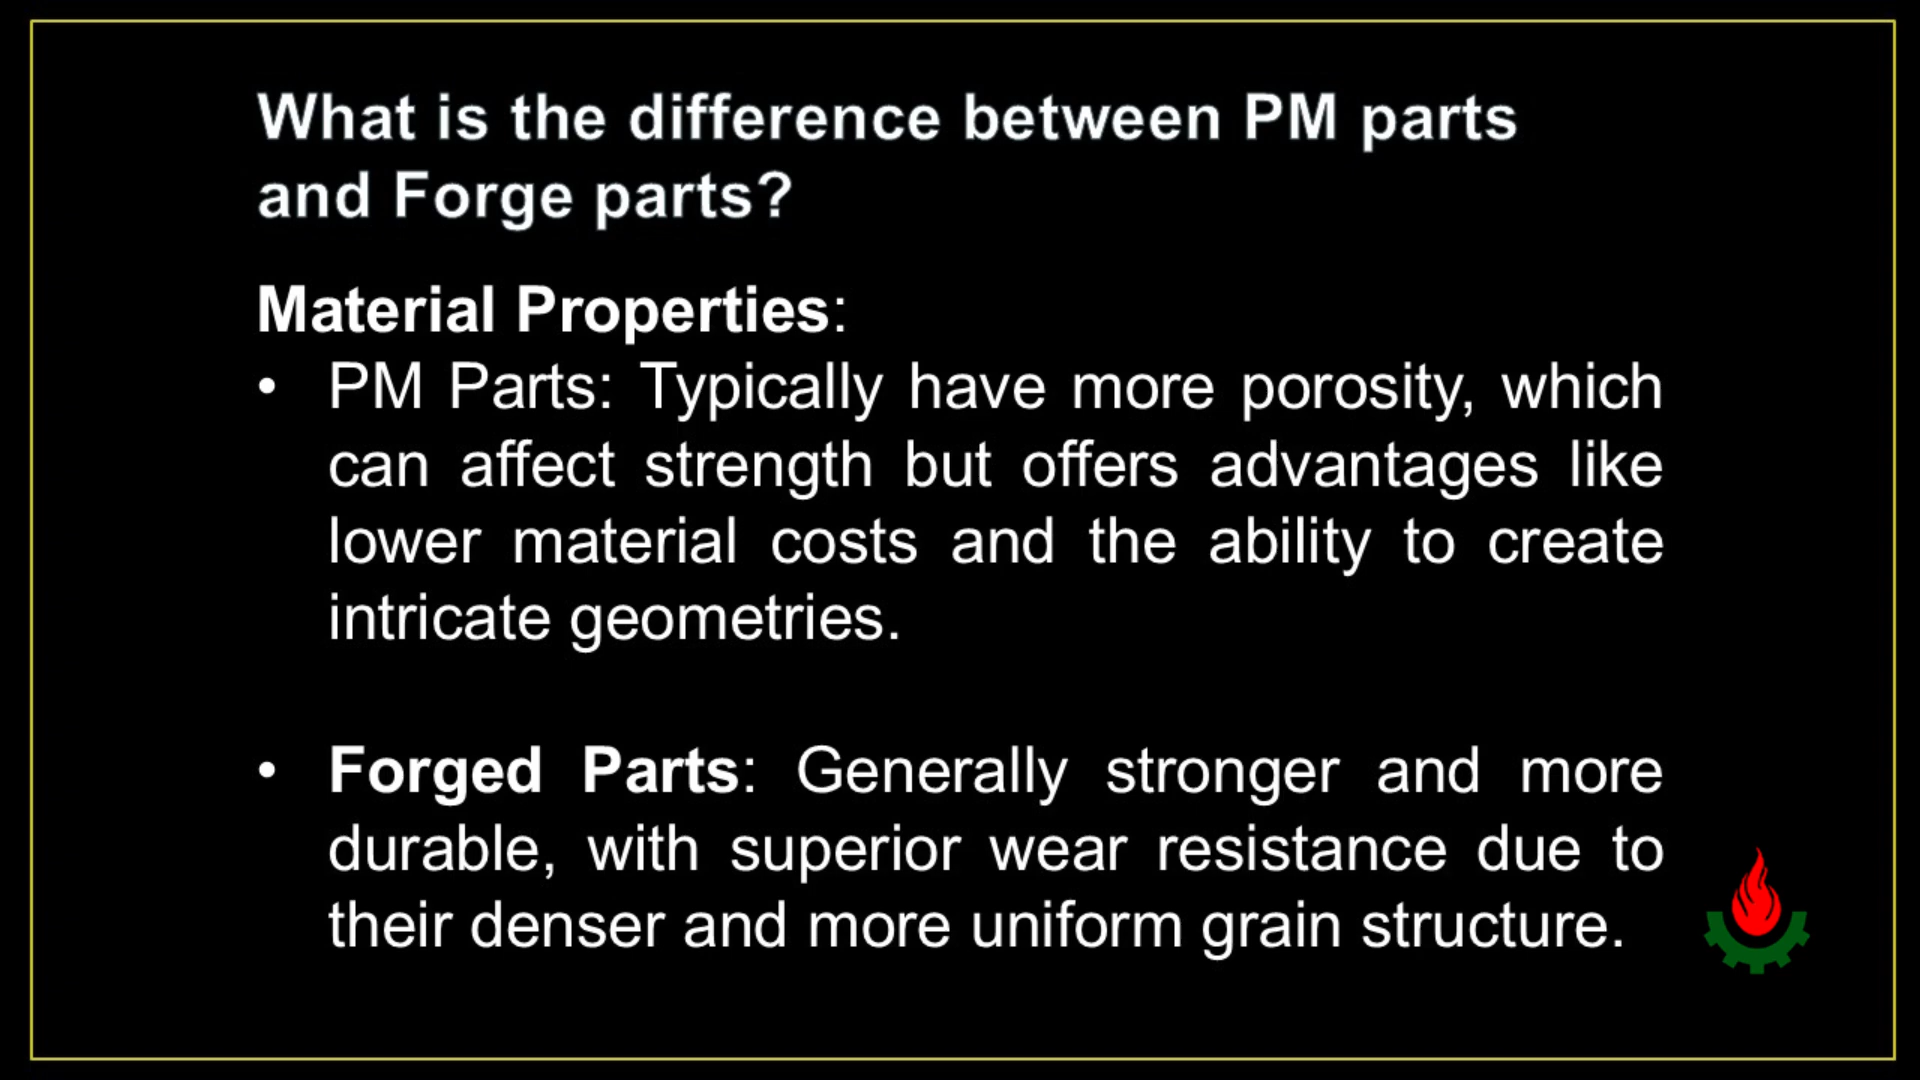 What is the difference between PM parts
and Forge parts?
Material Properties:
• PM Parts: Typically have more porosity, which
can affect strength but offers advantages like
lower material costs and the ability to create
intricate geometries.
• Forged Parts: Generally stronger and more
durable, with superior wear resistance due to
their denser and more uniform grain structure.